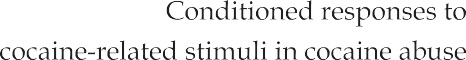 Conditioned responses to
cocaine-related stimuli in cocaine abuse